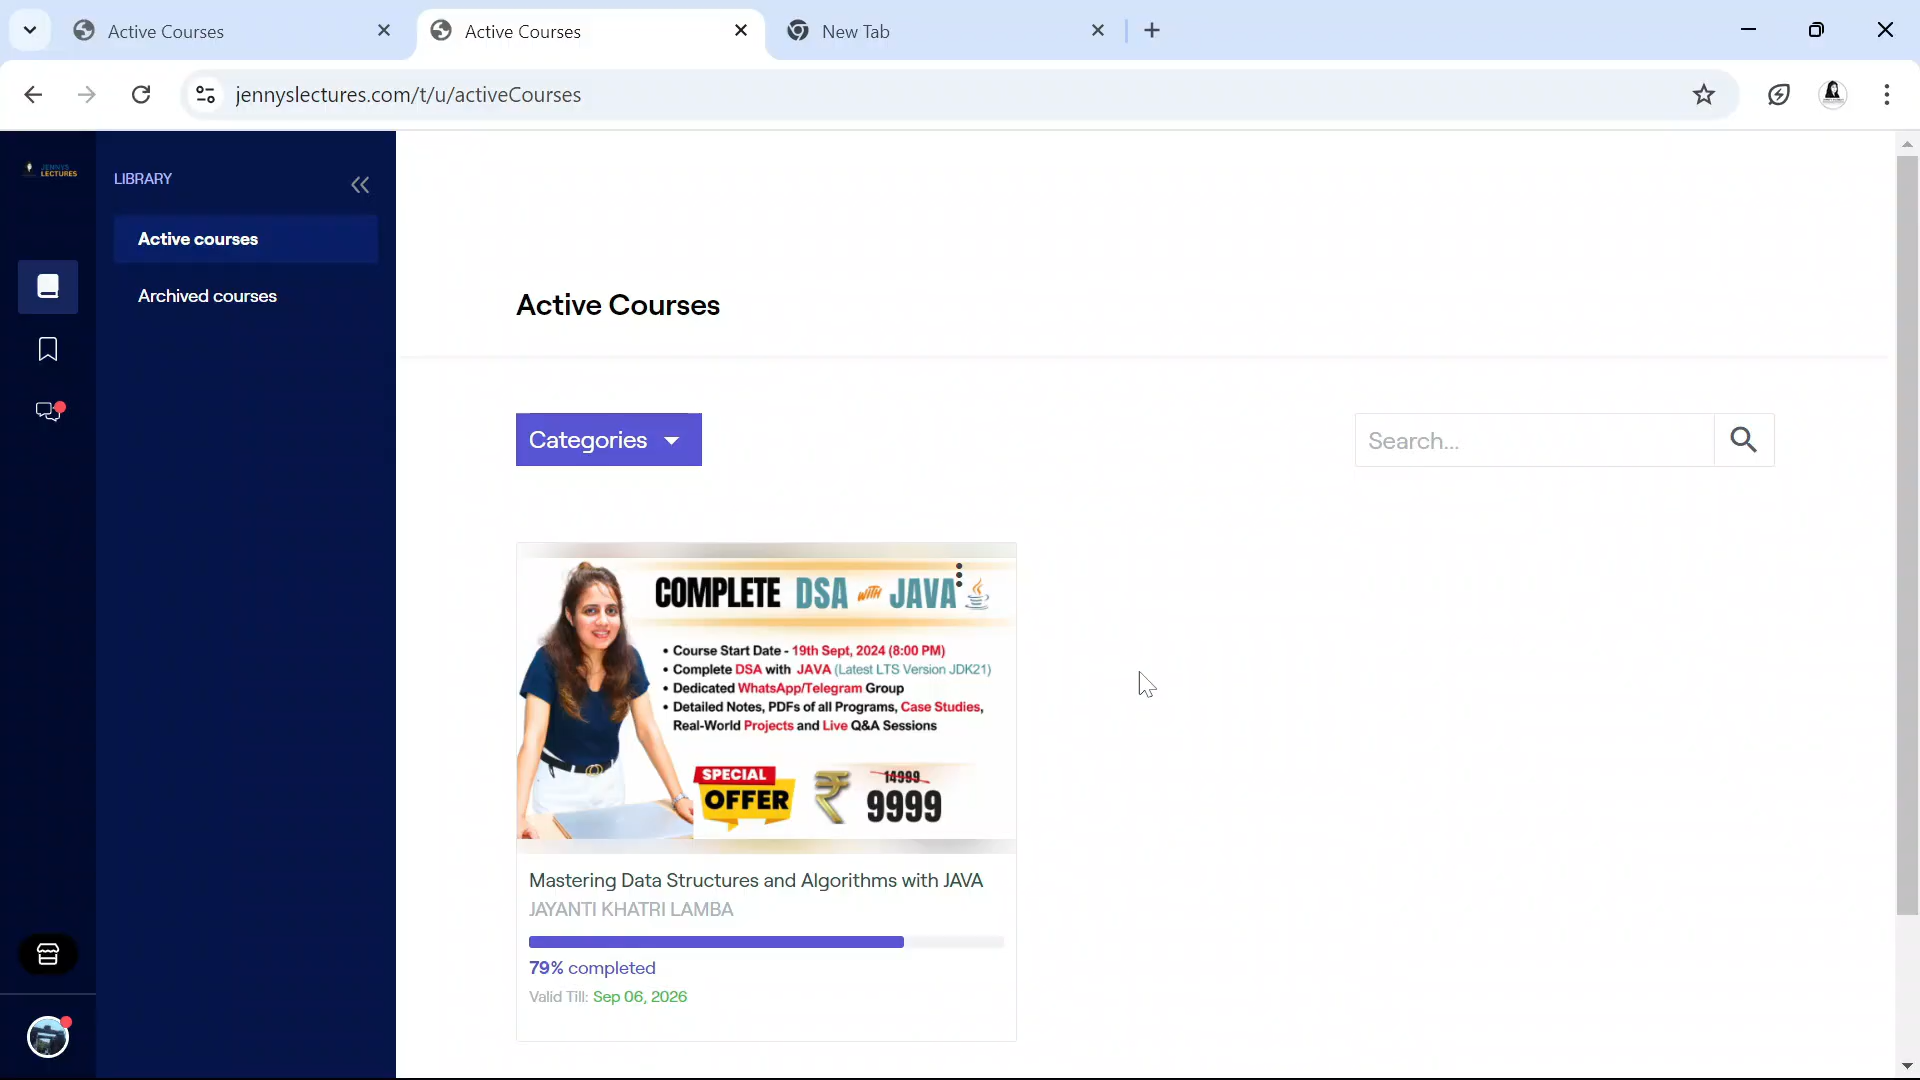 Active Courses
Active Courses
New Tab
jennyslectures.com/t/u/activeCourses
JENNYS
LECTURES
LIBRARY
Active courses
Archived courses
Active Courses
Categories
Search...
COMPLETE DSA WITH JAVA
• Course Start Date - 19th Sept, 2024 (8:00 PM)
• Complete DSA with JAVA (Latest LTS Version JDK21)
• Dedicated WhatsApp/Telegram Group
• Detailed Notes, PDFs of all Programs, Case Studies,
Real-World Projects and Live Q&A Sessions
SPECIAL
OFFER
₹
14999
9999
Mastering Data Structures and Algorithms with JAVA
JAYANTI KHATRI LAMBA
79% completed
Valid Till: Sep 06, 2026